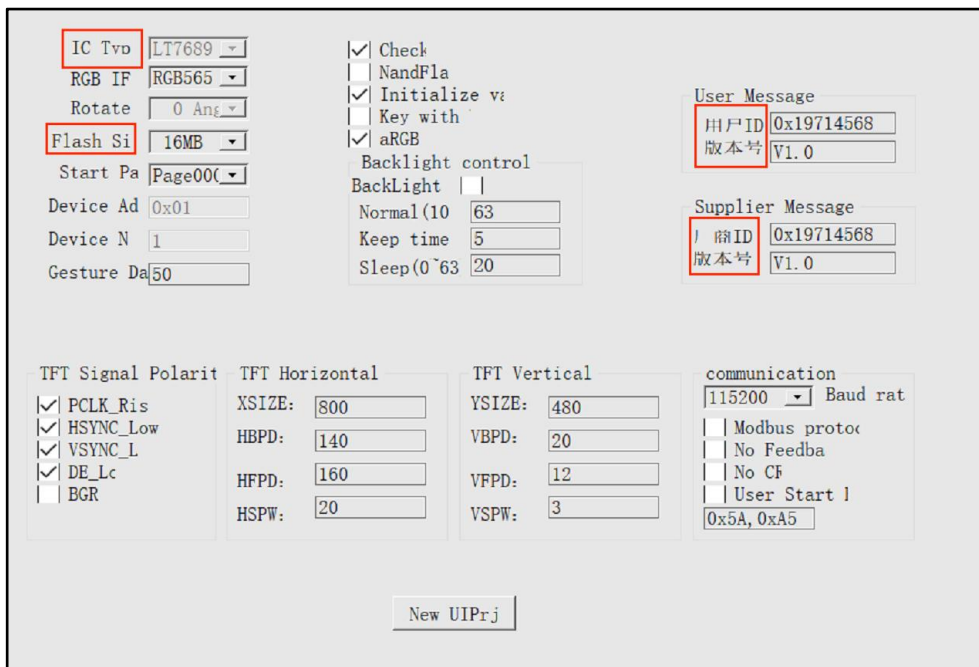 IC Typ LT7689
RGB IF RGB565
Rotate 0 Ang
Flash Si 16MB
Start Pa Page000
Device Ad 0x01
Device N 1
Gesture Da 50
Check
NandFla
Initialize va
Key with
aRGB
Backlight control
BackLight
Normal(10 63
Keep time 5
Sleep(0~63 20
User Message
用户ID 0x19714568
版本号 V1.0
Supplier Message
厂商ID 0x19714568
版本号 V1.0
TFT Signal Polarit
PCLK_Ris
HSYNC_Low
VSYNC_L
DE_Lo
BGR
TFT Horizontal
XSIZE: 800
HBPD: 140
HFPD: 160
HSPW: 20
TFT Vertical
YSIZE: 480
VBPD: 20
VFPD: 12
VSPW: 3
communication
115200 Baud rat
Modbus protoc
No Feedba
No CR
User Start
0x5A,0xA5
New UIPrj